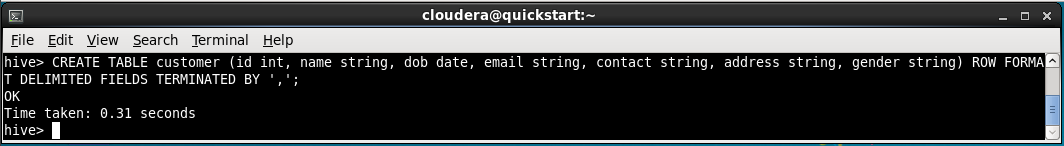 cloudera@quickstart:~
File Edit View Search Terminal Help
hive> CREATE TABLE customer (id int, name string, dob date, email string, contact string, address string, gender string) ROW FORMA
T DELIMITED FIELDS TERMINATED BY ',';
OK
Time taken: 0.31 seconds
hive>